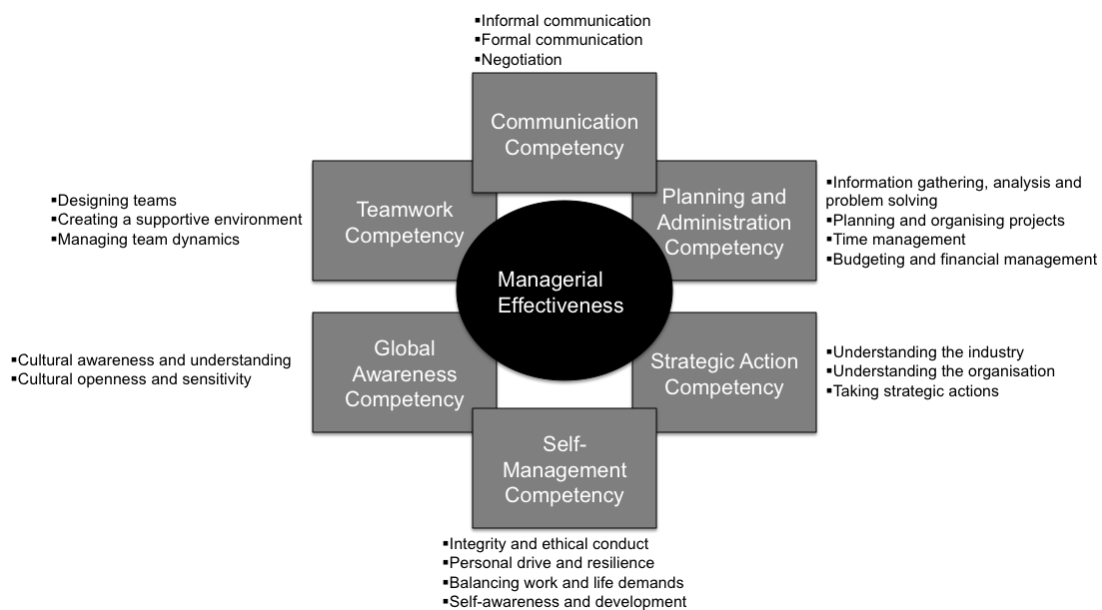 ▪Informal communication
▪Formal communication
▪Negotiation
Communication
Competency
▪Designing teams
▪Creating a supportive environment
▪Managing team dynamics
Teamwork
Competency
Planning and
Administration
Competency
▪Information gathering, analysis and
problem solving
▪Planning and organising projects
▪Time management
▪Budgeting and financial management
Managerial
Effectiveness
▪Cultural awareness and understanding
▪Cultural openness and sensitivity
Global
Awareness
Competency
Strategic Action
Competency
▪Understanding the industry
▪Understanding the organisation
▪Taking strategic actions
Self-
Management
Competency
▪Integrity and ethical conduct
▪Personal drive and resilience
▪Balancing work and life demands
▪Self-awareness and development